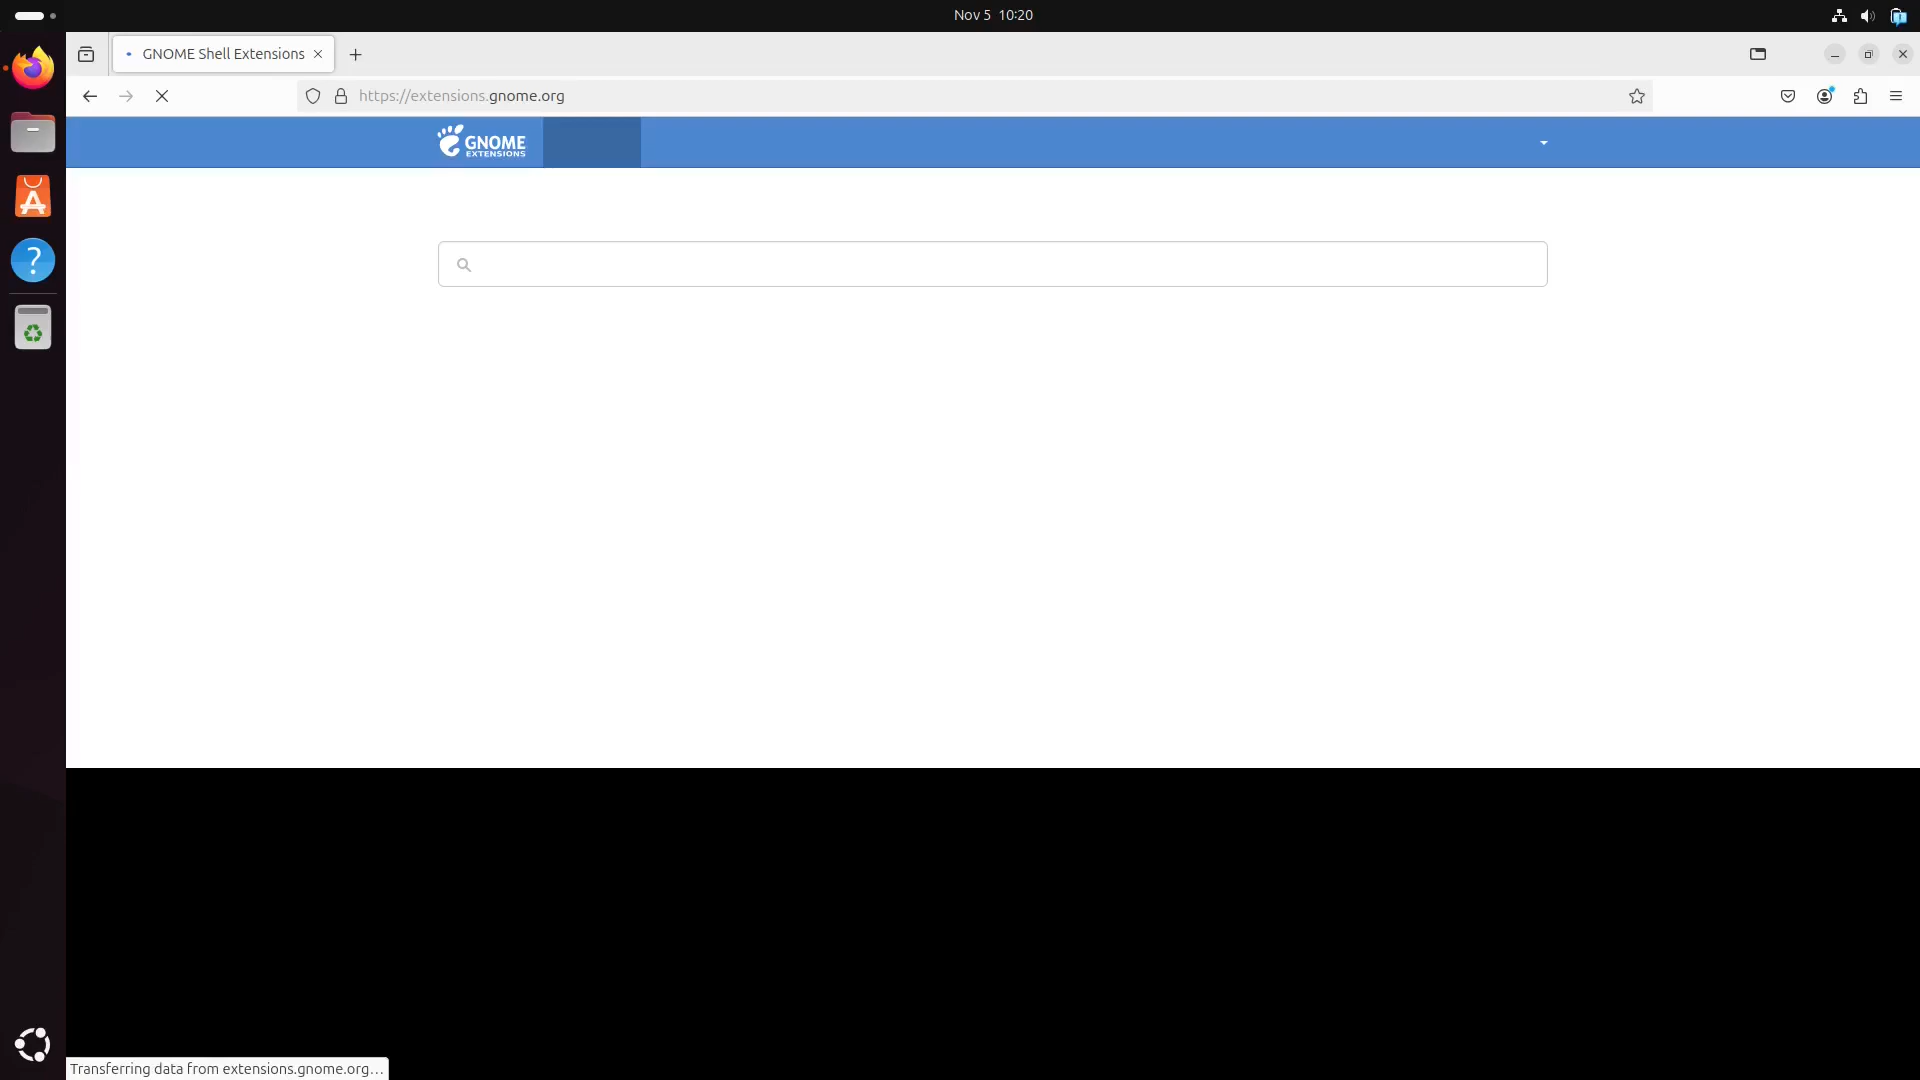 Nov 5 10:20
GNOME Shell Extensions
https://extensions.gnome.org
GNOME
EXTENSIONS
Transferring data from extensions.gnome.org…